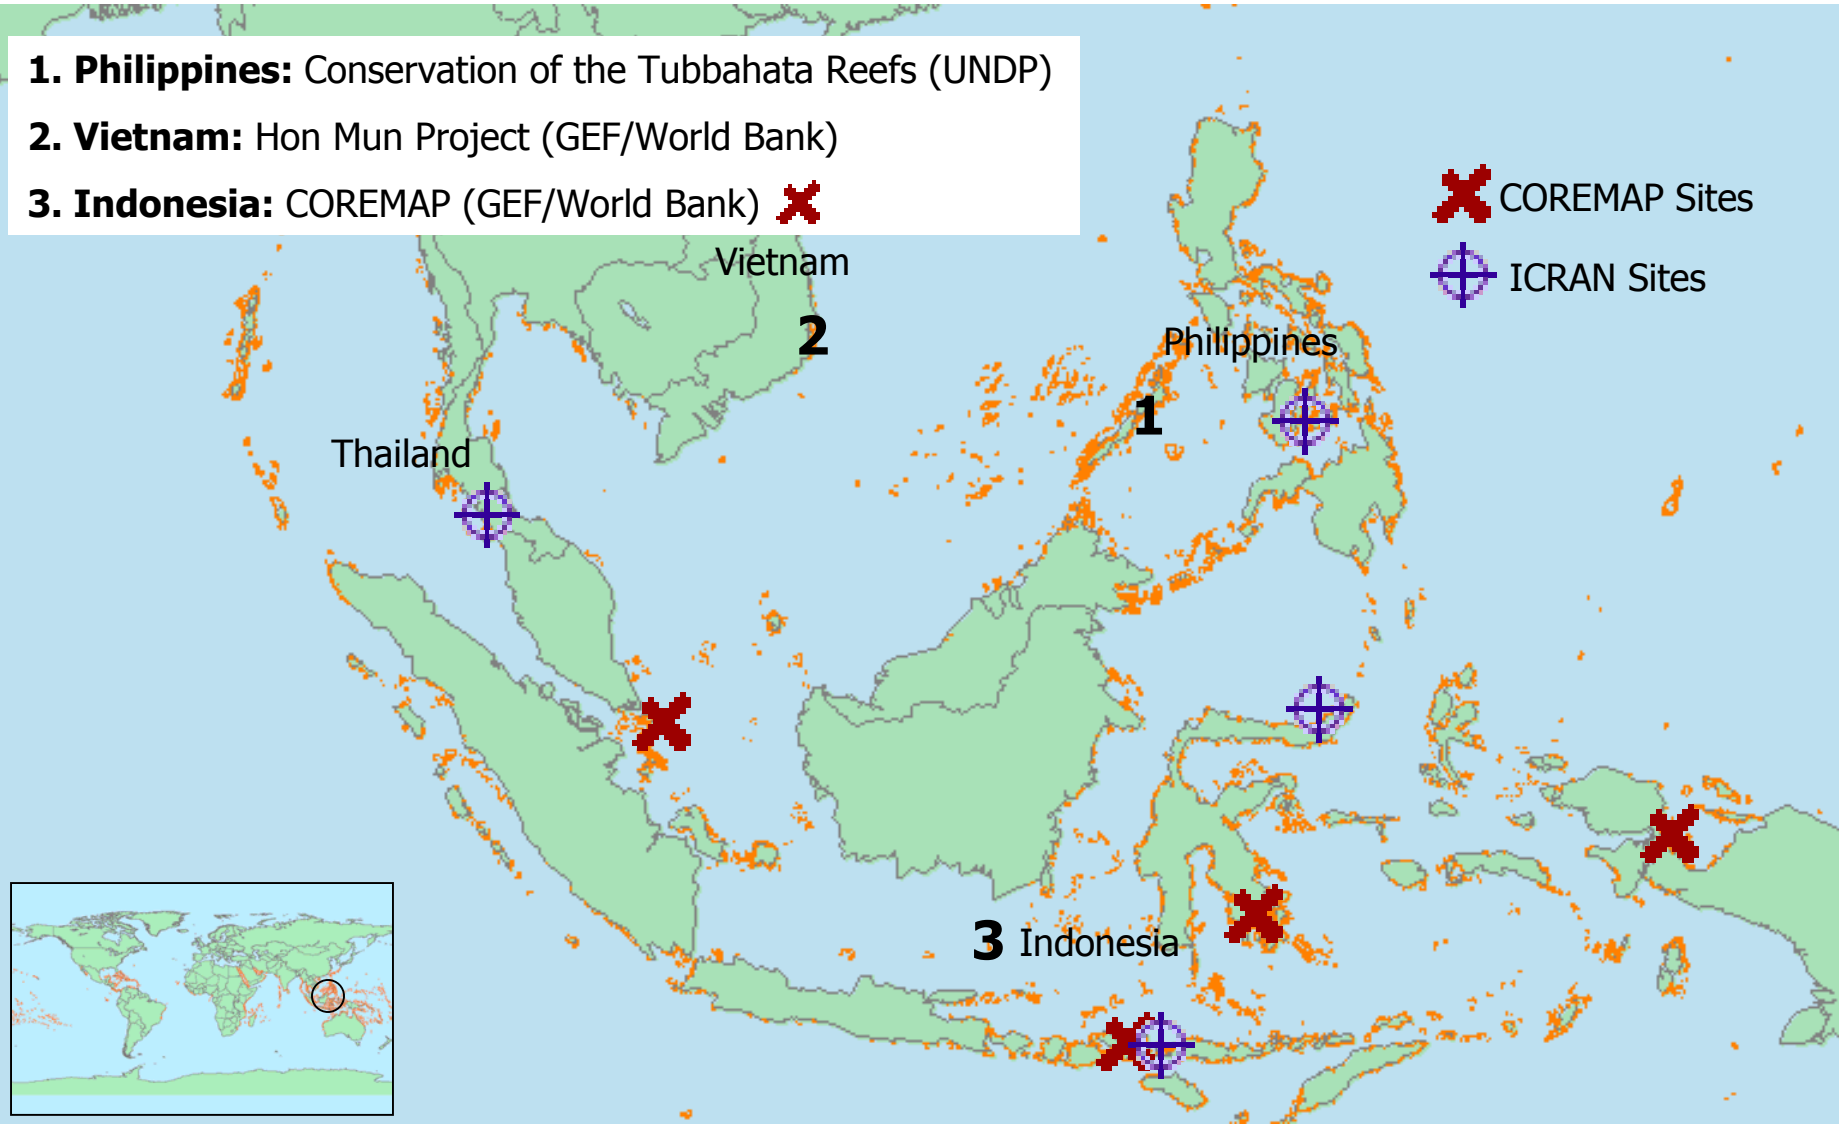 1. Philippines: Conservation of the Tubbahata Reefs (UNDP)
2. Vietnam: Hon Mun Project (GEF/World Bank)
3. Indonesia: COREMAP (GEF/World Bank)
COREMAP Sites
ICRAN Sites
Vietnam
2
Philippines
1
Thailand
3 Indonesia